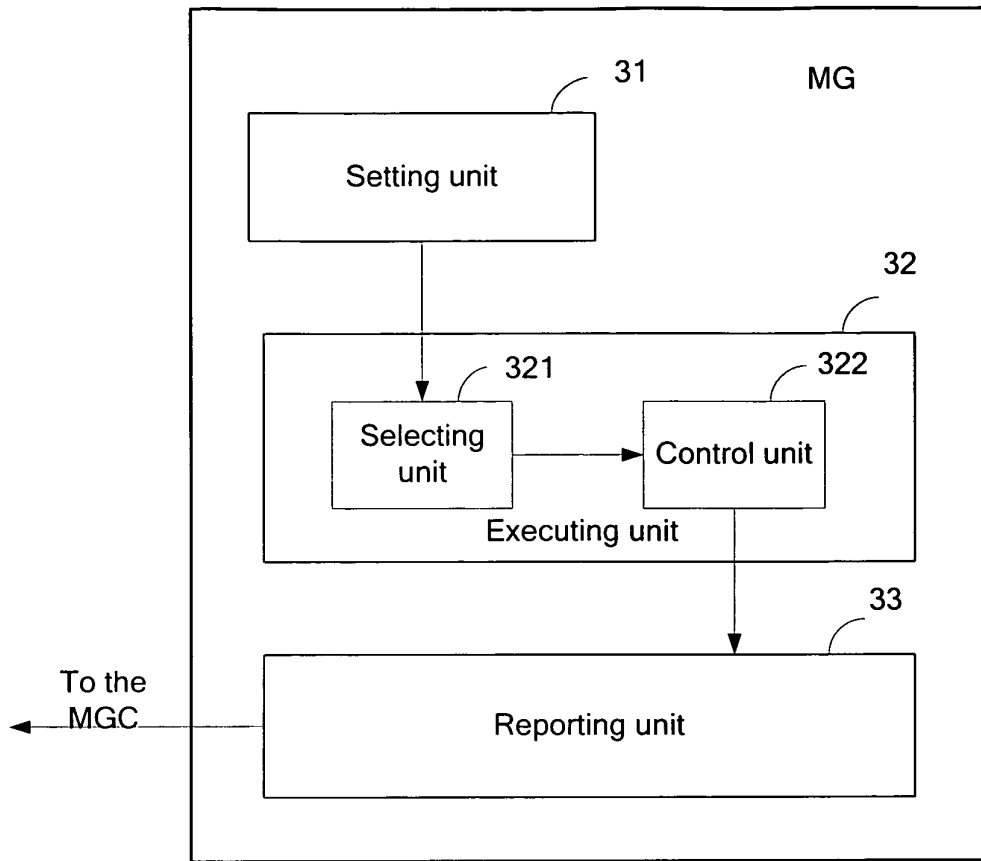 31
MG
Setting unit
32
321
322
Selecting
unit
Control unit
Executing unit
33
To the
MGC
Reporting unit